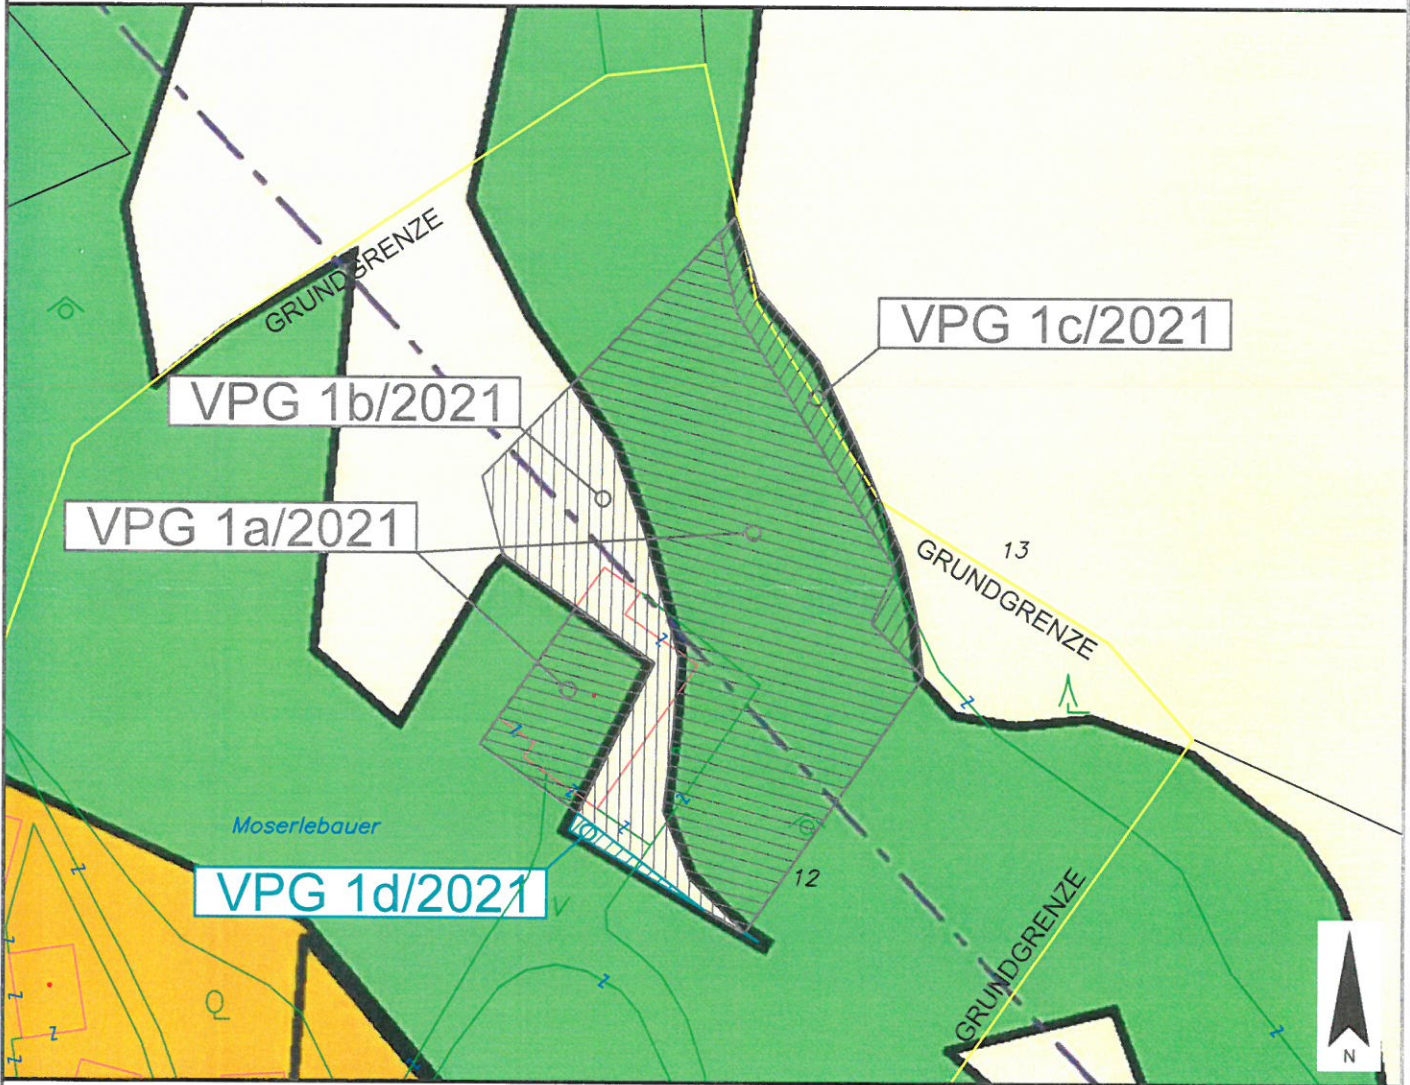 GRUNDGRENZE
VPG 1c/2021
VPG 1b/2021
VPG 1a/2021
13
GRUNDGRENZE
Moserlebauer
VPG 1d/2021
12
GRUNDGRENZE
N